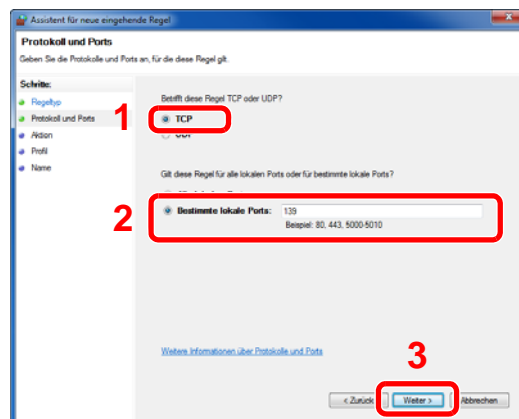 Assistent für neue eingehende Regel
Protokoll und Ports
Geben Sie die Protokolle und Ports an, für die diese Regel gilt.
Schritte:
Regeltyp
Protokoll und Ports
Aktion
Profil
Name
Betrifft diese Regel TCP oder UDP?
1
TCP
UDP
Gilt diese Regel für alle lokalen Ports oder für bestimmte lokale Ports?
2
Bestimmte lokale Ports:
139
Beispiel: 80, 443, 5000-5010
Weitere Informationen über Protokolle und Ports
3
< Zurück
Weiter >
Abbrechen